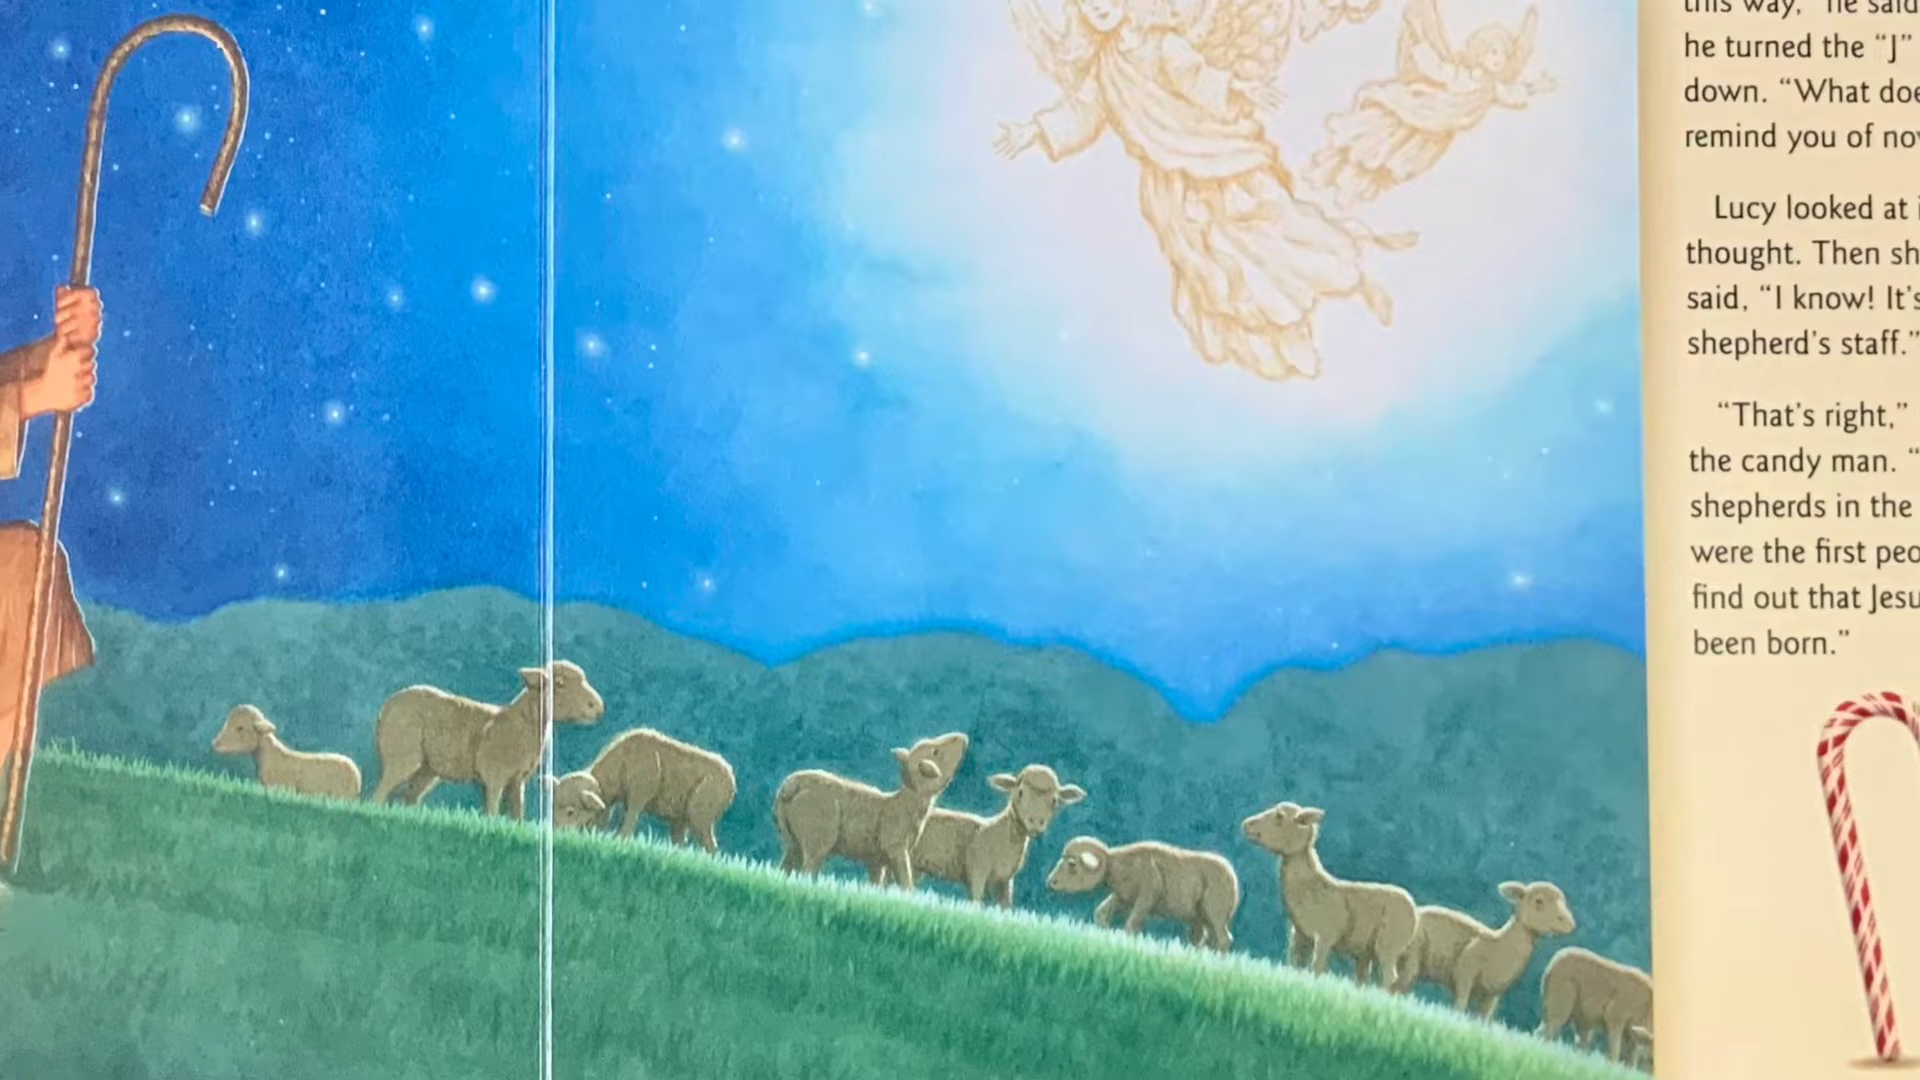 this way," he said
he turned the "J"
down. "What doe
remind you of no
Lucy looked at i
thought. Then sh
said, "I know! It's
shepherd's staff."
"That's right,"
the candy man. "
shepherds in the
were the first peo
find out that Jesu
been born."